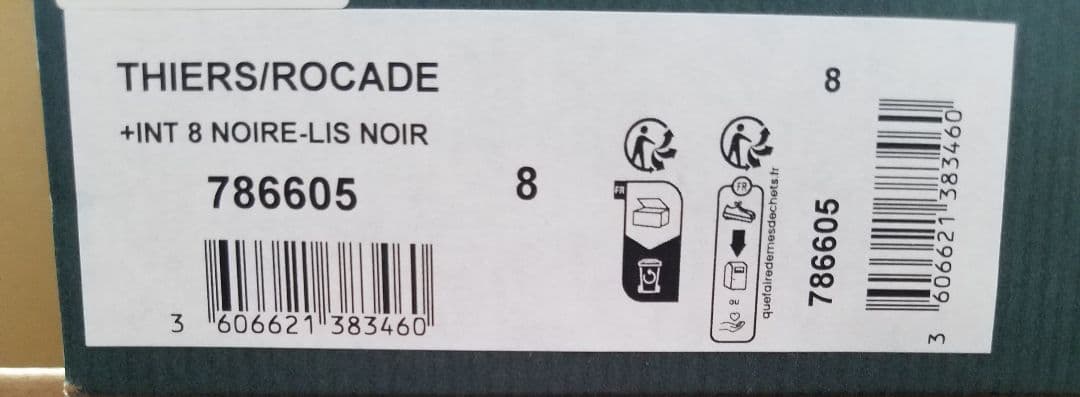 THIERS/ROCADE
+INT 8 NOIRE-LIS NOIR
786605
8
3 606621 383460
FR
FR
quefairedemesdechets.fr
8
786605
3 606621 383460